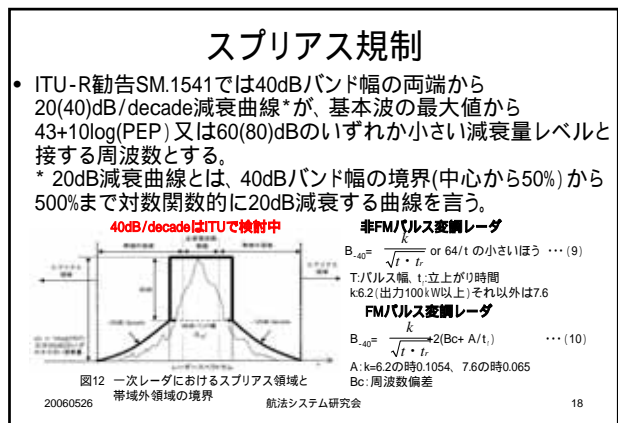 スプリアス規制
• ITU-R勧告SM.1541では40dBバンド幅の両端から
20(40)dB/decade減衰曲線*が、基本波の最大値から
43+10log(PEP)又は60(80)dBのいずれか小さい減衰量レベルと
接する周波数とする。
* 20dB減衰曲線とは、40dBバンド幅の境界(中心から50%)から
500%まで対数関数的に20dB減衰する曲線を言う。
40dB/decadeはITUで検討中
図12 一次レーダにおけるスプリアス領域と
帯域外領域の境界
非FMパルス変調レーダ
B₋₄₀= k/√(t・tᵣ) or 64/t の小さいほう ・・・(9)
T:パルス幅、tᵣ:立上がり時間
k:6.2(出力100kW以上)それ以外は7.6
FMパルス変調レーダ
B₋₄₀= k/√(t・tᵣ)+2(Bc+ A/tᵣ) ・・・(10)
A:k=6.2の時0.1054、7.6の時0.065
Bc:周波数偏差
20060526 航法システム研究会 18